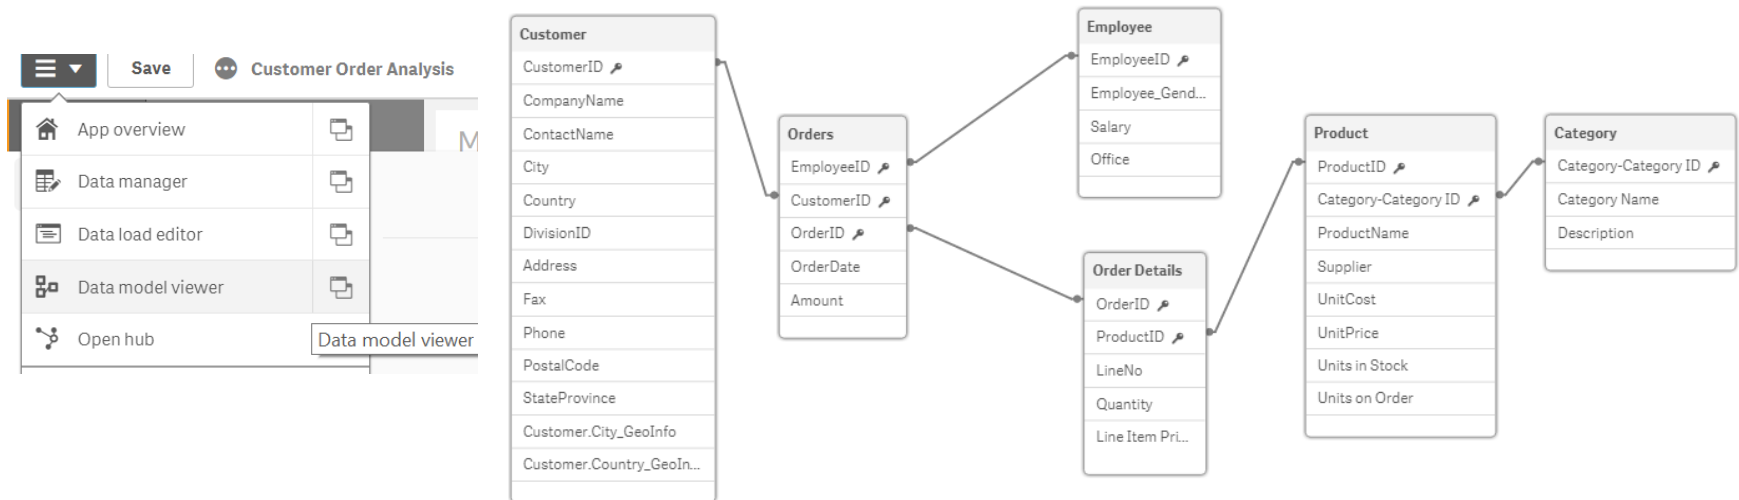 Save
Customer Order Analysis
App overview
Data manager
Data load editor
Data model viewer
Open hub
Data model viewer
M
Customer
CustomerID
CompanyName
ContactName
City
Country
DivisionID
Address
Fax
Phone
PostalCode
StateProvince
Customer.City_GeoInfo
Customer.Country_GeoIn...
Orders
EmployeeID
CustomerID
OrderID
OrderDate
Amount
Employee
EmployeeID
Employee_Gend...
Salary
Office
Order Details
OrderID
ProductID
LineNo
Quantity
Line Item Pri...
Product
ProductID
Category-Category ID
ProductName
Supplier
UnitCost
UnitPrice
Units in Stock
Units on Order
Category
Category-Category ID
Category Name
Description